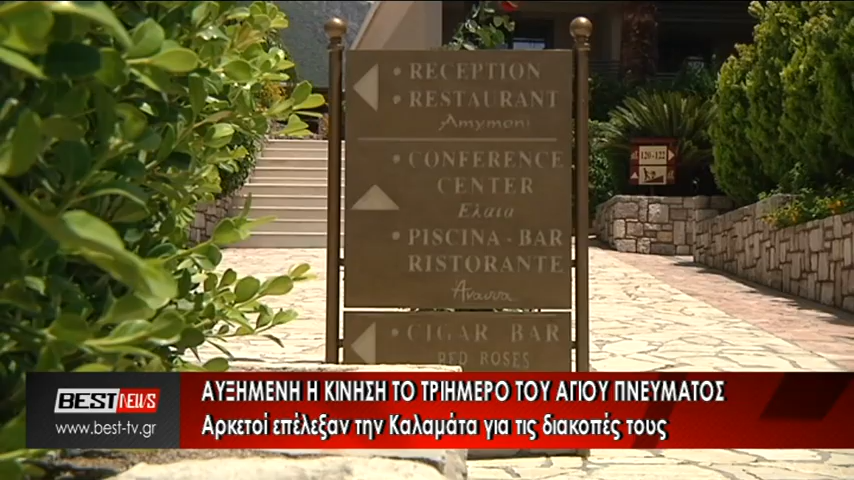 • RECEPTION
• RESTAURANT
Amymoni
• CONFERENCE
CENTER
Ελαια
• PISCINA - BAR
RISTORANTE
Ανασσα
• CIGAR BAR
RED ROSES
120-122
BEST NEWS
www.best-tv.gr
ΑΥΞΗΜΕΝΗ Η ΚΙΝΗΣΗ ΤΟ ΤΡΙΗΜΕΡΟ ΤΟΥ ΑΓΙΟΥ ΠΝΕΥΜΑΤΟΣ
Αρκετοί επέλεξαν την Καλαμάτα για τις διακοπές τους